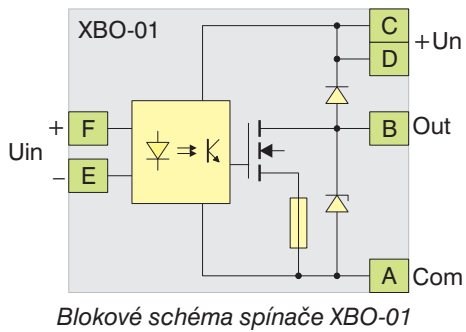 XBO-01
C
+Un
D
+ F
Uin
− E
B Out
A Com
Blokové schéma spínače XBO-01